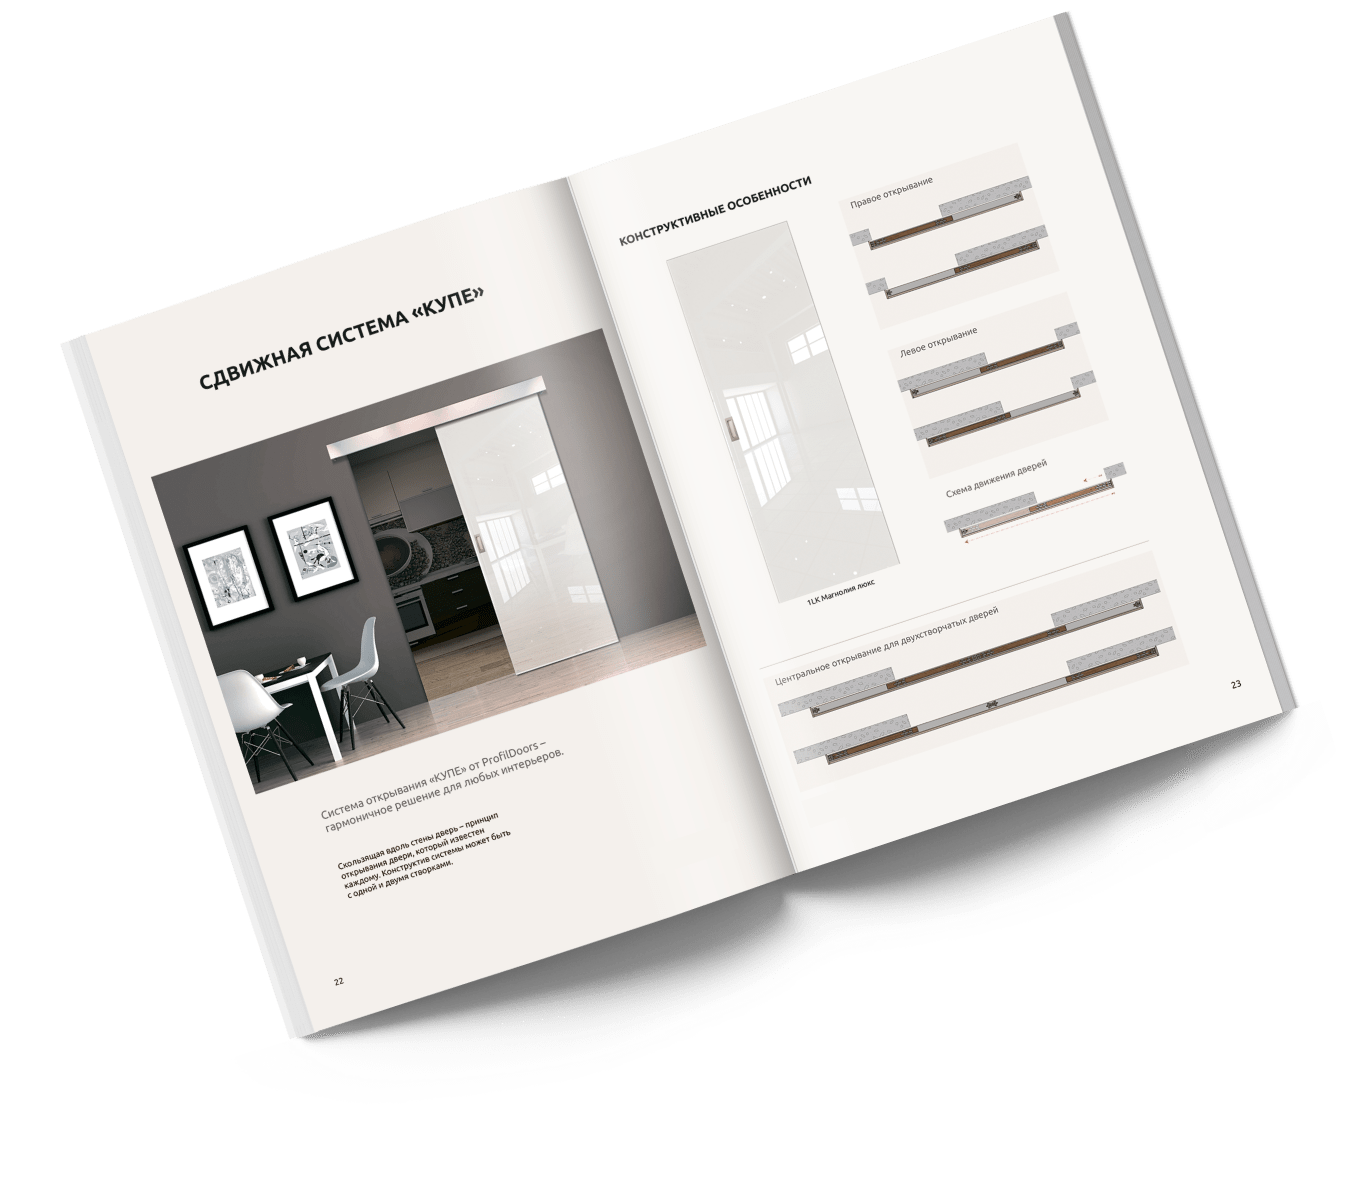 СДВИЖНАЯ СИСТЕМА «КУПЕ»
Система открывания «КУПЕ» от ProfilDoors –
гармоничное решение для любых интерьеров.
Скользящая вдоль стены дверь – принцип
открывания двери, который известен
каждому. Конструктив системы может быть
с одной и двумя створками.
22
КОНСТРУКТИВНЫЕ ОСОБЕННОСТИ
1LK Магнолия люкс
Правое открывание
Левое открывание
Схема движения дверей
Центральное открывание для двухстворчатых дверей
23